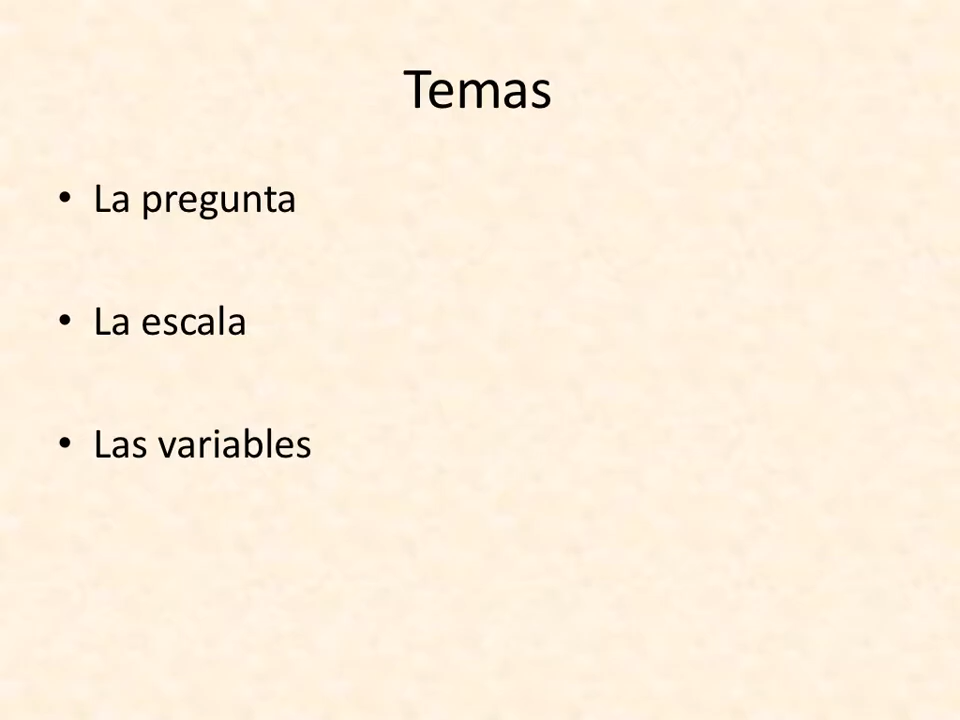 Temas
• La pregunta
• La escala
• Las variables